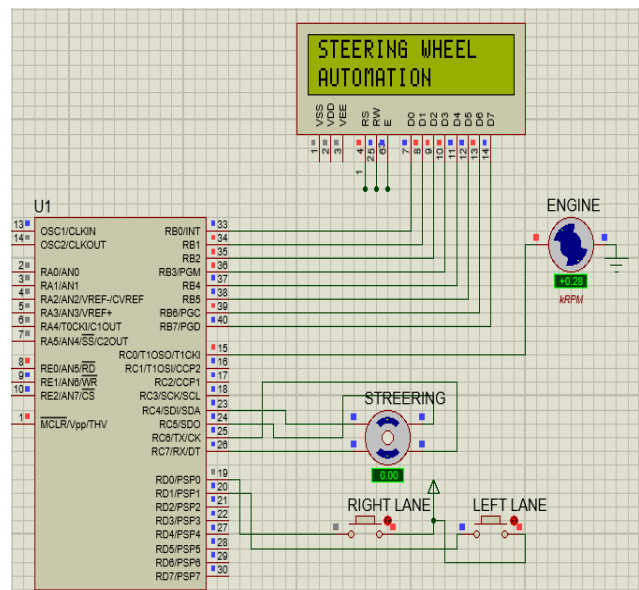 STEERING WHEEL
AUTOMATION
VSS VDD VEE RS RW E D0 D1 D2 D3 D4 D5 D6 D7
1 2 3 4 5 6 7 8 9 10 11 12 13 14
1 2 3
U1
ENGINE
+0.28
kRPM
13 OSC1/CLKIN RB0/INT 33
14 OSC2/CLKOUT RB1 34
RB2 35
2 RA0/AN0 RB3/PGM 36
3 RA1/AN1 RB4 37
4 RA2/AN2/VREF-/CVREF RB5 38
5 RA3/AN3/VREF+ RB6/PGC 39
6 RA4/T0CKI/C1OUT RB7/PGD 40
7 RA5/AN4/SS/C2OUT
RC0/T1OSO/T1CKI 15
8 RE0/AN5/RD RC1/T1OSI/CCP2 16
9 RE1/AN6/WR RC2/CCP1 17
10 RE2/AN7/CS RC3/SCK/SCL 18
RC4/SDI/SDA 23
1 MCLR/Vpp/THV RC5/SDO 24
RC6/TX/CK 25
RC7/RX/DT 26
STREERING
0.00
RD0/PSP0 19
RD1/PSP1 20
RD2/PSP2 21
RD3/PSP3 22
RD4/PSP4 27
RD5/PSP5 28
RD6/PSP6 29
RD7/PSP7 30
RIGHT LANE
LEFT LANE